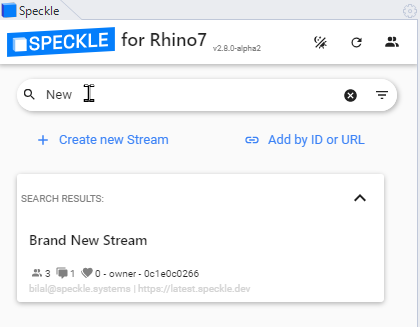 Speckle
SPECKLE for Rhino7 v2.8.0-alpha2
New
+ Create new Stream
Add by ID or URL
SEARCH RESULTS:
Brand New Stream
3 1 0 - owner - 0c1e0c0266
bilal@speckle.systems | https://latest.speckle.dev